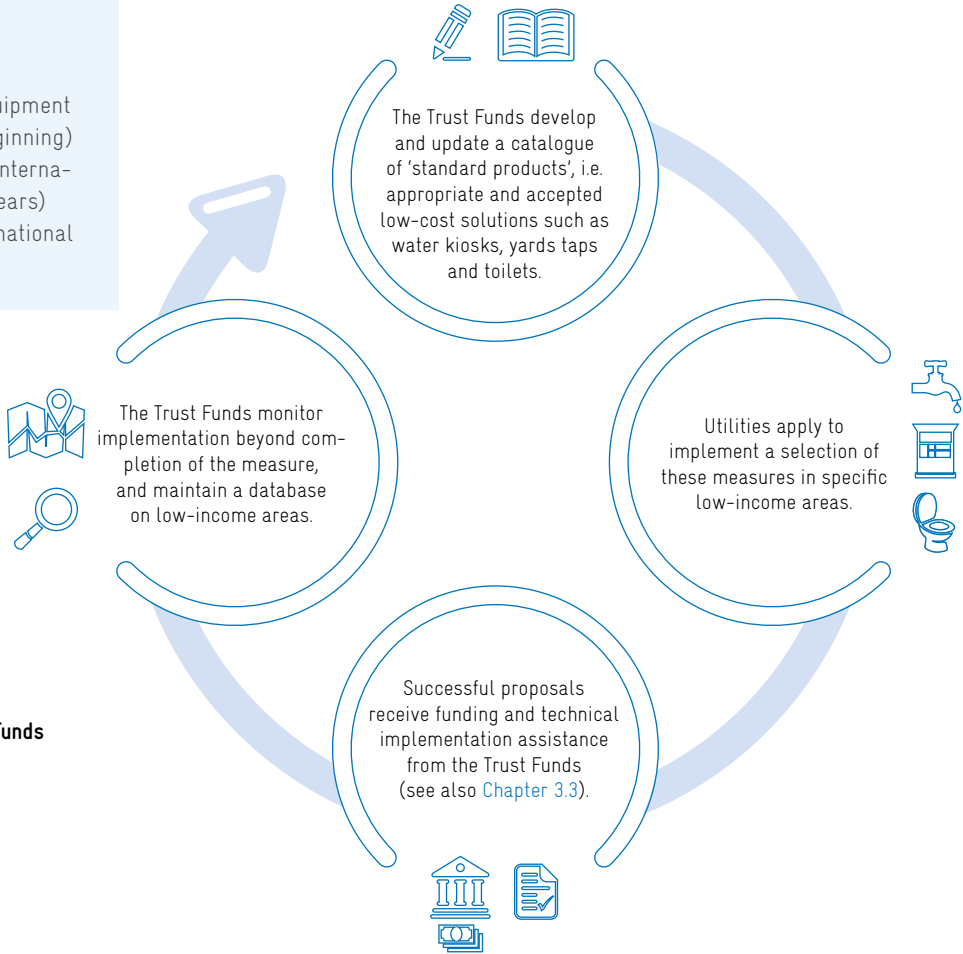 uipment
ginning)
nterna-
ears)
national
The Trust Funds develop
and update a catalogue
of ‘standard products’, i.e.
appropriate and accepted
low-cost solutions such as
water kiosks, yards taps
and toilets.
Utilities apply to
implement a selection of
these measures in specific
low-income areas.
Successful proposals
receive funding and technical
implementation assistance
from the Trust Funds
(see also Chapter 3.3).
The Trust Funds monitor
implementation beyond com-
pletion of the measure,
and maintain a database
on low-income areas.
Funds